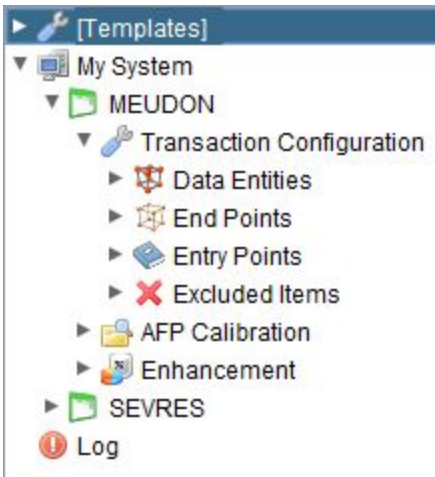 [Templates]
My System
MEUDON
Transaction Configuration
Data Entities
End Points
Entry Points
Excluded Items
AFP Calibration
Enhancement
SEVRES
Log